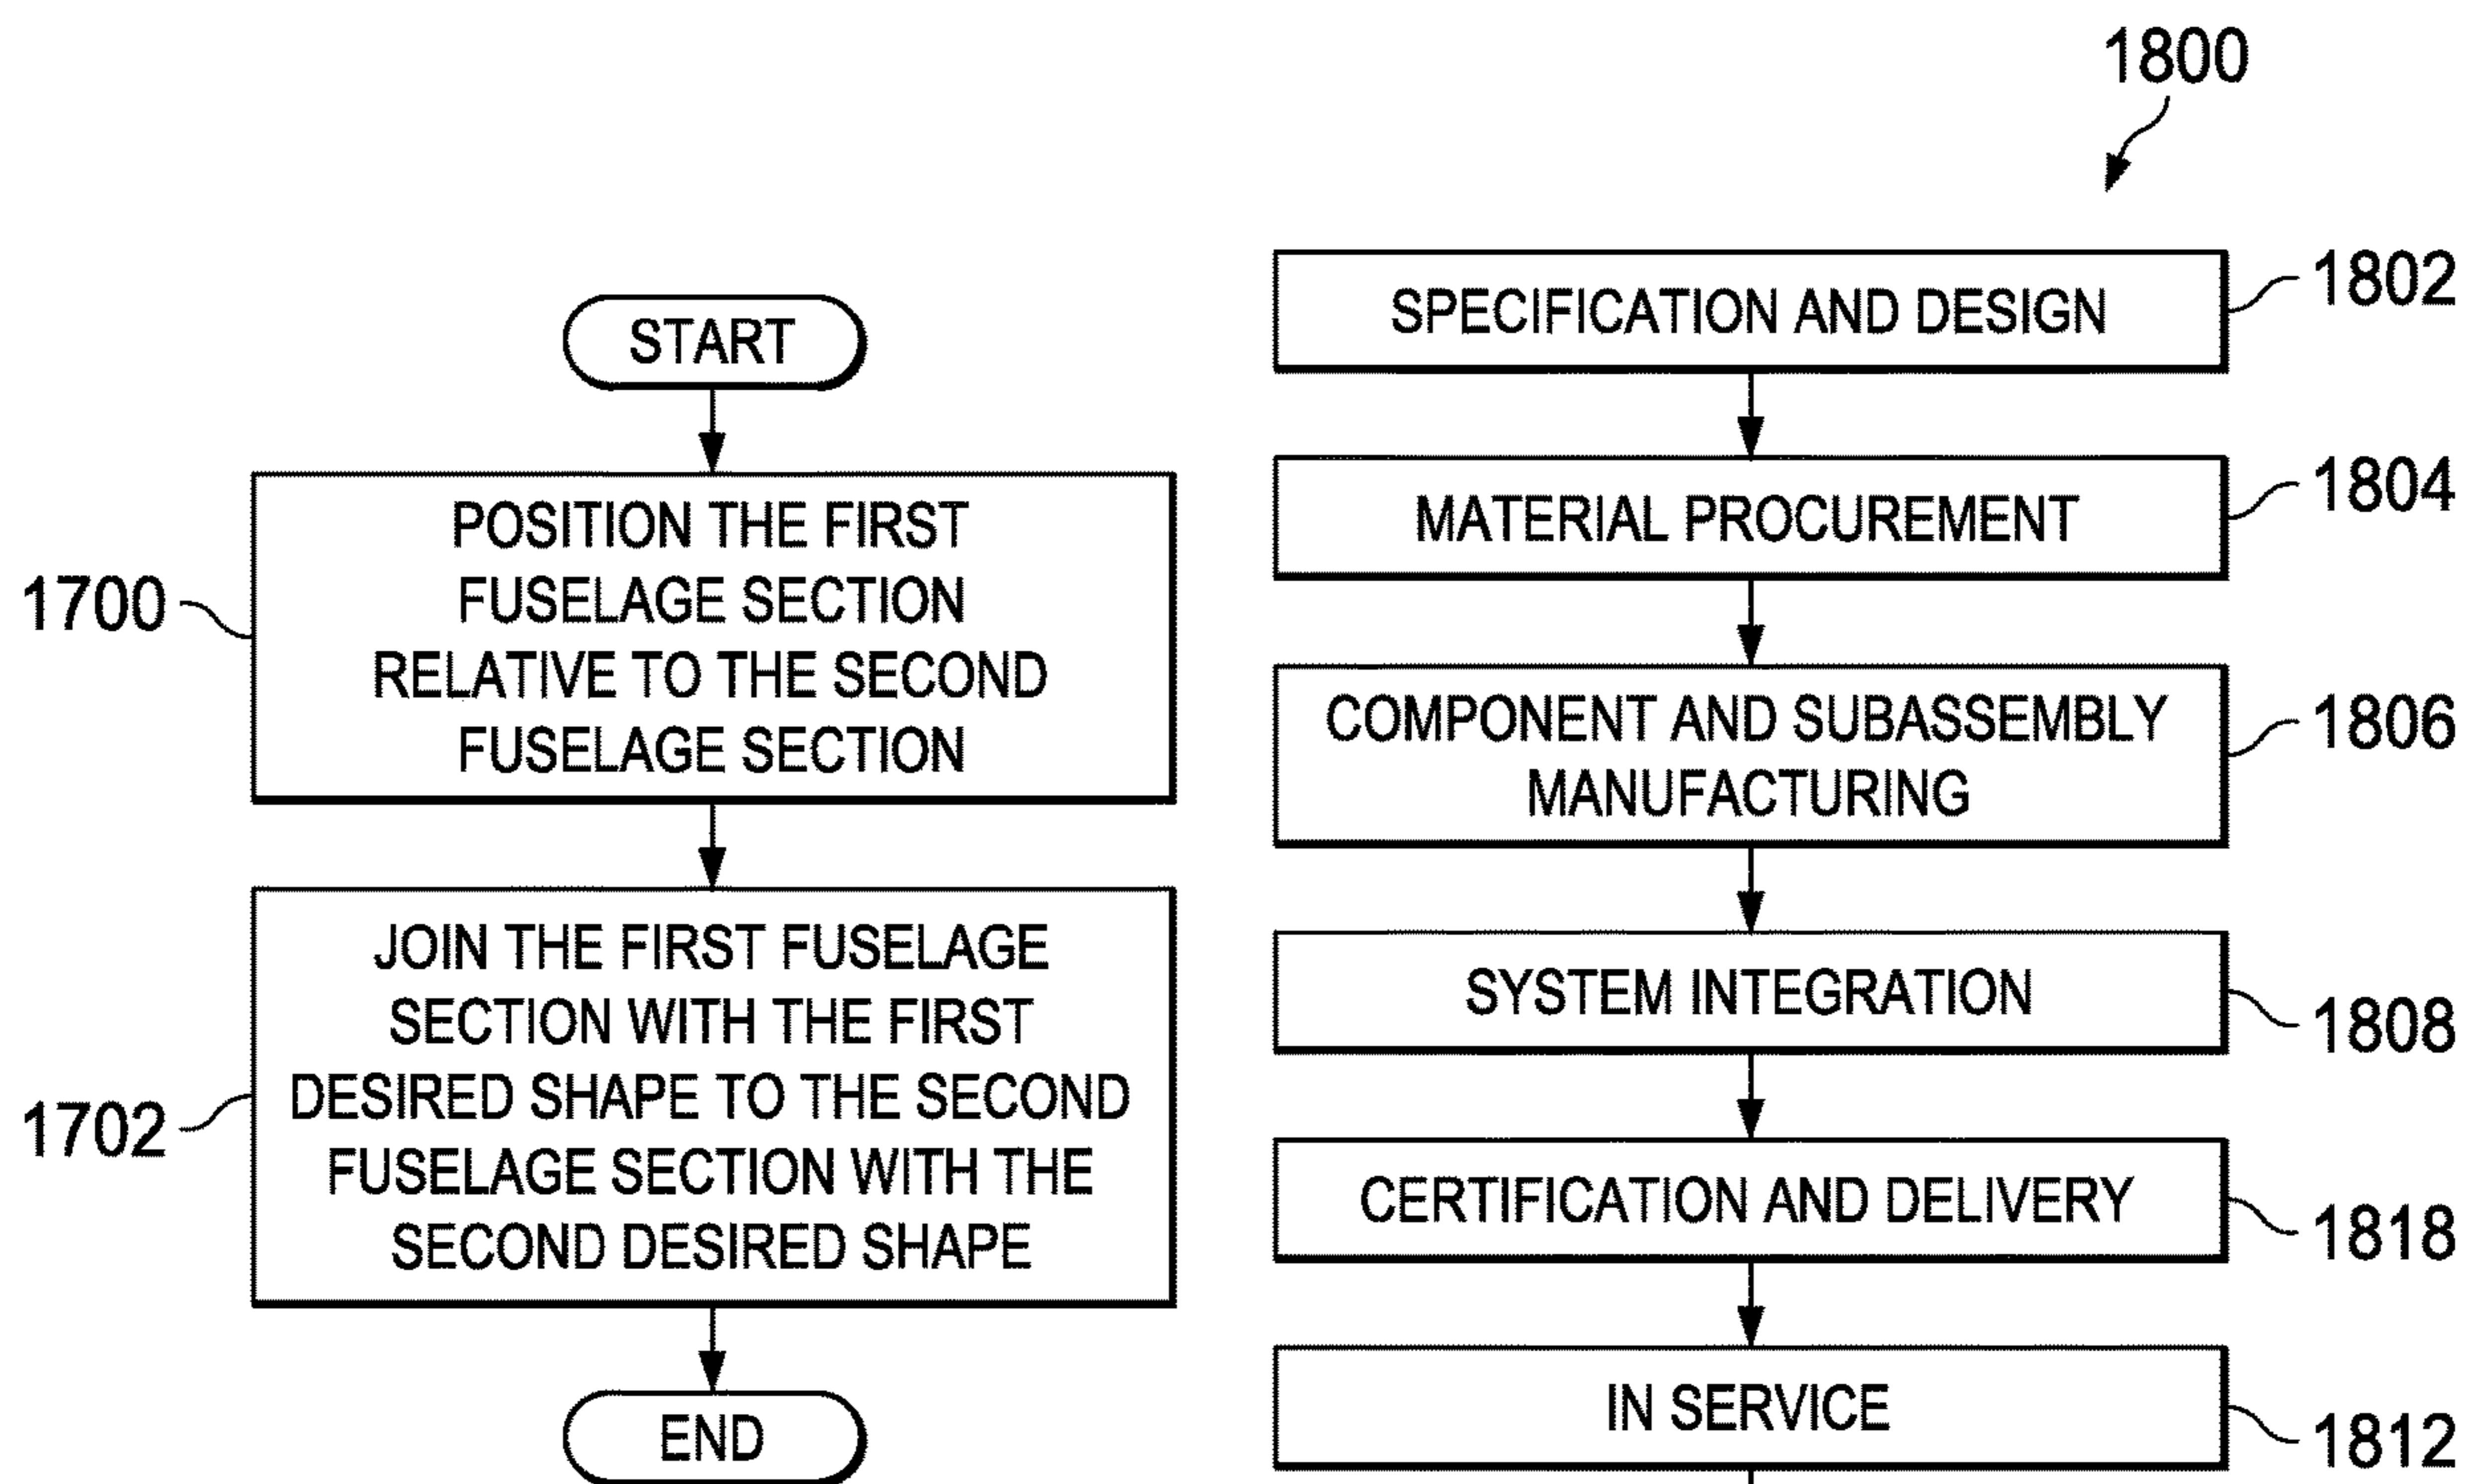 START
1700
POSITION THE FIRST
FUSELAGE SECTION
RELATIVE TO THE SECOND
FUSELAGE SECTION
1702
JOIN THE FIRST FUSELAGE
SECTION WITH THE FIRST
DESIRED SHAPE TO THE SECOND
FUSELAGE SECTION WITH THE
SECOND DESIRED SHAPE
END
1800
SPECIFICATION AND DESIGN
1802
MATERIAL PROCUREMENT
1804
COMPONENT AND SUBASSEMBLY
MANUFACTURING
1806
SYSTEM INTEGRATION
1808
CERTIFICATION AND DELIVERY
1818
IN SERVICE
1812